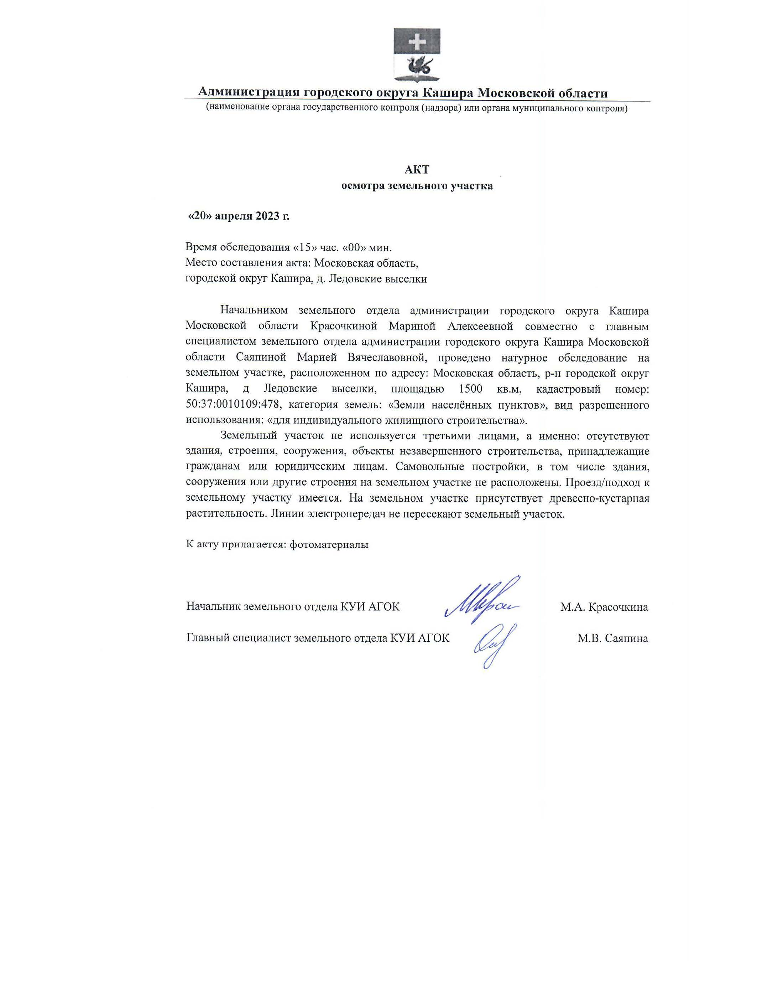 Администрация городского округа Кашира Московской области
(наименование органа государственного контроля (надзора) или органа муниципального контроля)
АКТ
осмотра земельного участка
«20» апреля 2023 г.
Время обследования «15» час. «00» мин.
Место составления акта: Московская область,
городской округ Кашира, д. Ледовские выселки
Начальником земельного отдела администрации городского округа Кашира
Московской области Красочкиной Мариной Алексеевной совместно с главным
специалистом земельного отдела администрации городского округа Кашира Московской
области Саяпиной Марией Вячеславовной, проведено натурное обследование на
земельном участке, расположенном по адресу: Московская область, р-н городской округ
Кашира, д Ледовские выселки, площадью 1500 кв.м, кадастровый номер:
50:37:0010109:478, категория земель: «Земли населённых пунктов», вид разрешенного
использования: «для индивидуального жилищного строительства».
Земельный участок не используется третьими лицами, а именно: отсутствуют
здания, строения, сооружения, объекты незавершенного строительства, принадлежащие
гражданам или юридическим лицам. Самовольные постройки, в том числе здания,
сооружения или другие строения на земельном участке не расположены. Проезд/подход к
земельному участку имеется. На земельном участке присутствует древесно-кустарная
растительность. Линии электропередач не пересекают земельный участок.
К акту прилагается: фотоматериалы
Начальник земельного отдела КУИ АГОК М.А. Красочкина
Главный специалист земельного отдела КУИ АГОК М.В. Саяпина